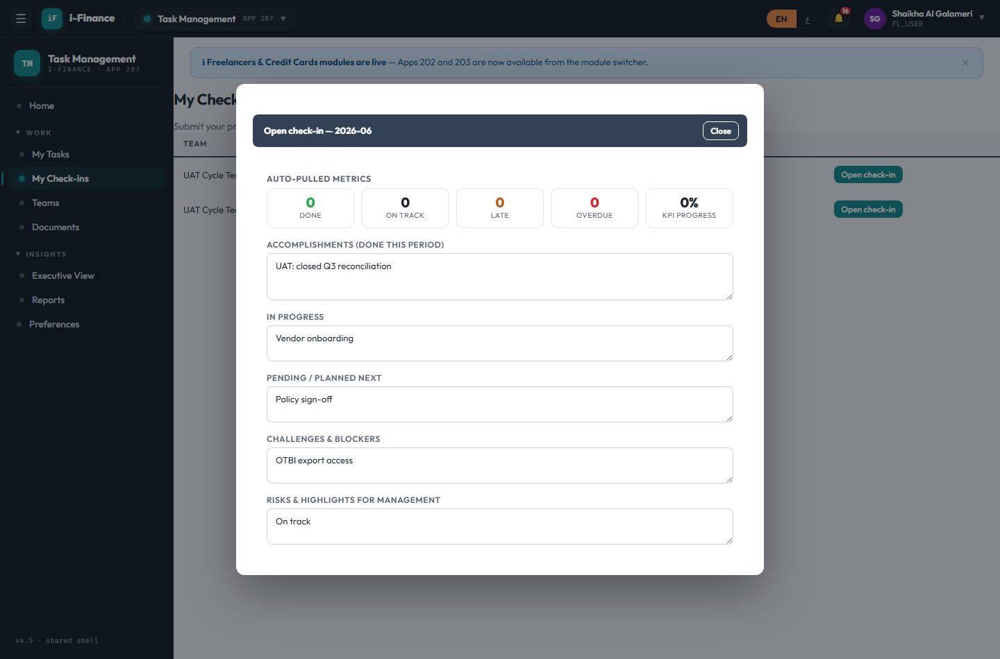 ☰ iF i-Finance Task Management APP 207 ▼ EN ع 16 SG Shaikha Al Galameri ▼
FL_USER
TM Task Management
I-FINANCE · APP 207
Home
▼ WORK
My Tasks
My Check-ins
Teams
Documents
▼ INSIGHTS
Executive View
Reports
Preferences
v4.5 · shared shell
i Freelancers & Credit Cards modules are live — Apps 202 and 203 are now available from the module switcher. ×
My Check
Submit your pr
TEAM
UAT Cycle Te Open check-in
UAT Cycle Te Open check-in
Open check-in — 2026-06 Close
AUTO-PULLED METRICS
0 0 0 0 0%
DONE ON TRACK LATE OVERDUE KPI PROGRESS
ACCOMPLISHMENTS (DONE THIS PERIOD)
UAT: closed Q3 reconciliation
IN PROGRESS
Vendor onboarding
PENDING / PLANNED NEXT
Policy sign-off
CHALLENGES & BLOCKERS
OTBI export access
RISKS & HIGHLIGHTS FOR MANAGEMENT
On track